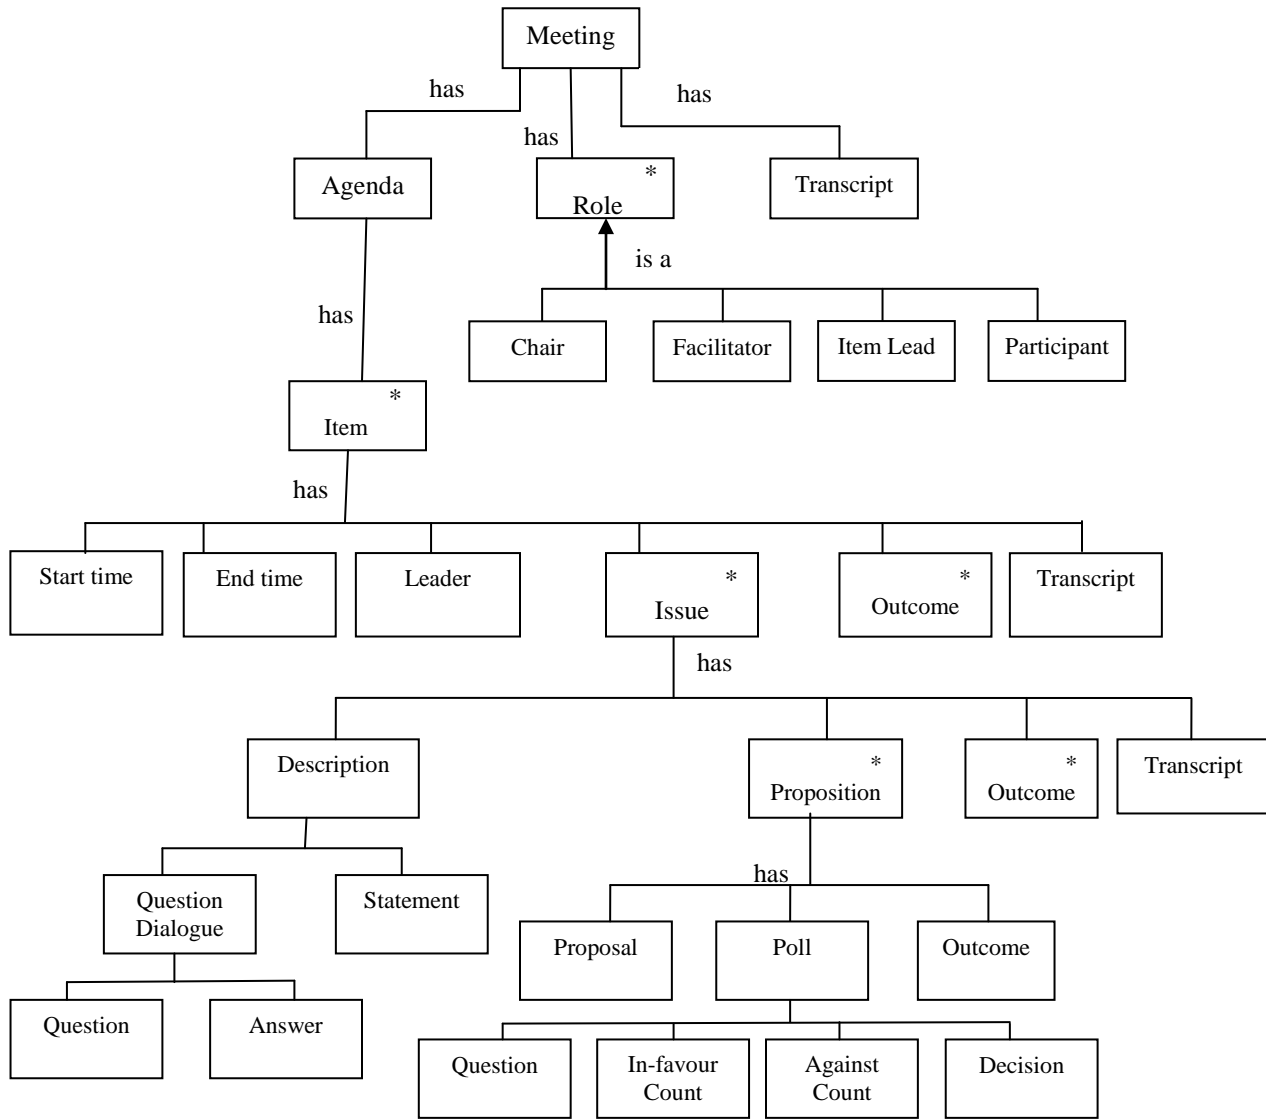 Meeting
has
has
has
Agenda
*
Role
Transcript
is a
has
Chair
Facilitator
Item Lead
Participant
*
Item
has
Start time
End time
Leader
*
Issue
*
Outcome
Transcript
has
Description
*
Proposition
*
Outcome
Transcript
has
Question
Dialogue
Statement
Proposal
Poll
Outcome
Question
Answer
Question
In-favour
Count
Against
Count
Decision